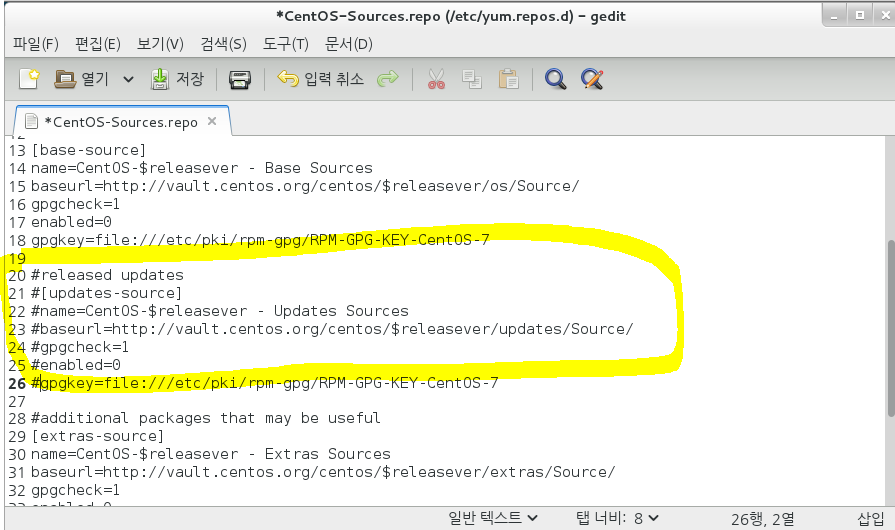 *CentOS-Sources.repo (/etc/yum.repos.d) – gedit
파일(F) 편집(E) 보기(V) 검색(S) 도구(T) 문서(D)
열기 저장 입력 취소
*CentOS-Sources.repo
13 [base-source]
14 name=CentOS-$releasever - Base Sources
15 baseurl=http://vault.centos.org/centos/$releasever/os/Source/
16 gpgcheck=1
17 enabled=0
18 gpgkey=file:///etc/pki/rpm-gpg/RPM-GPG-KEY-CentOS-7
19
20 #released updates
21 #[updates-source]
22 #name=CentOS-$releasever - Updates Sources
23 #baseurl=http://vault.centos.org/centos/$releasever/updates/Source/
24 #gpgcheck=1
25 #enabled=0
26 #gpgkey=file:///etc/pki/rpm-gpg/RPM-GPG-KEY-CentOS-7
27
28 #additional packages that may be useful
29 [extras-source]
30 name=CentOS-$releasever - Extras Sources
31 baseurl=http://vault.centos.org/centos/$releasever/extras/Source/
32 gpgcheck=1
일반 텍스트 탭 너비: 8 26행, 2열 삽입